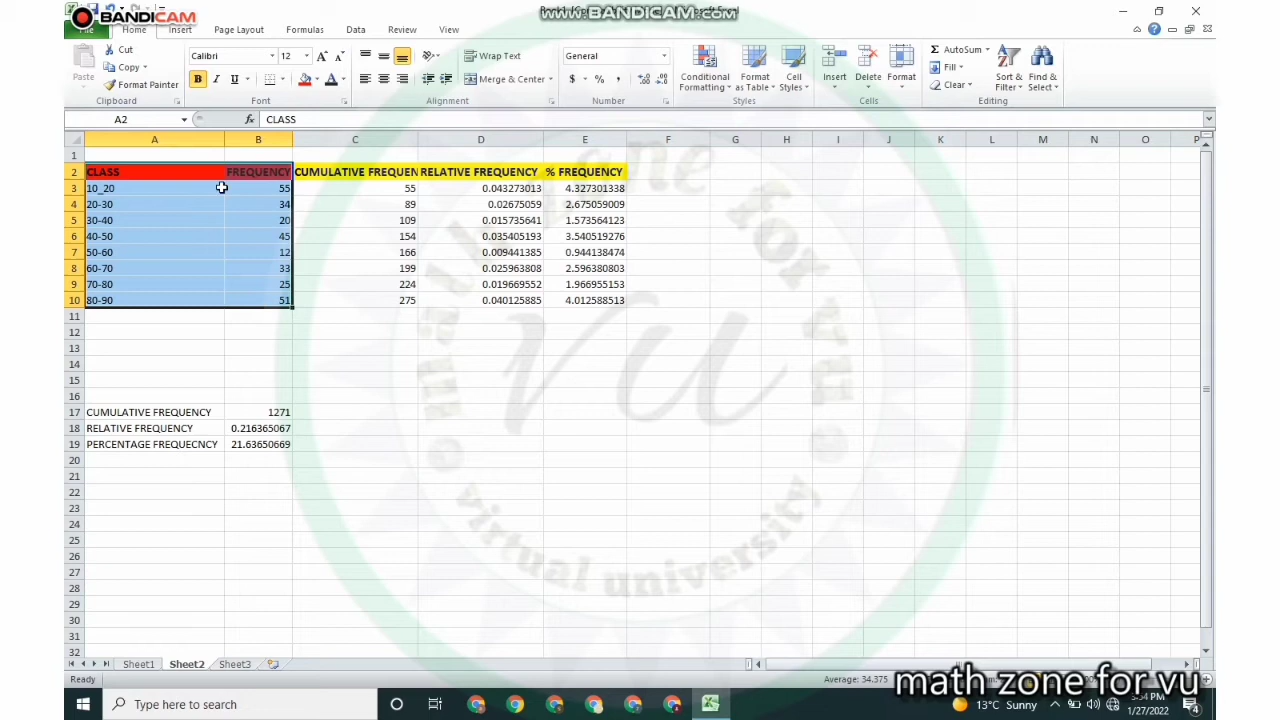 BANDICAM
www.BANDICAM.com
File Home Insert Page Layout Formulas Data Review View
Cut Calibri 12 Wrap Text General AutoSum
Copy Fill
Paste Format Painter B I U Merge & Center $ % , Conditional Formatting Format as Table Cell Styles Insert Delete Format Clear Sort & Filter Find & Select
Clipboard Font Alignment Number Styles Cells Editing
A2 fx CLASS
A B C D E F G H I J K L M N O P
1
2 CLASS FREQUENCY CUMULATIVE FREQUEN RELATIVE FREQUENCY % FREQUENCY
3 10_20 55 55 0.043273013 4.327301338
4 20-30 34 89 0.02675059 2.675059009
5 30-40 20 109 0.015735641 1.573564123
6 40-50 45 154 0.035405193 3.540519276
7 50-60 12 166 0.009441385 0.944138474
8 60-70 33 199 0.025963808 2.596380803
9 70-80 25 224 0.019669552 1.966955153
10 80-90 51 275 0.040125885 4.012588513
11
12
13
14
15
16
17 CUMULATIVE FREQUENCY 1271
18 RELATIVE FREQUENCY 0.216365067
19 PERCENTAGE FREQUECNCY 21.63650669
20
21
22
23
24
25
26
27
28
29
30
31
32
math zone for vu
vu
virtual university
Sheet1 Sheet2 Sheet3
Ready Average: 34.375
math zone for vu
Type here to search 13°C Sunny
1/27/2022 4